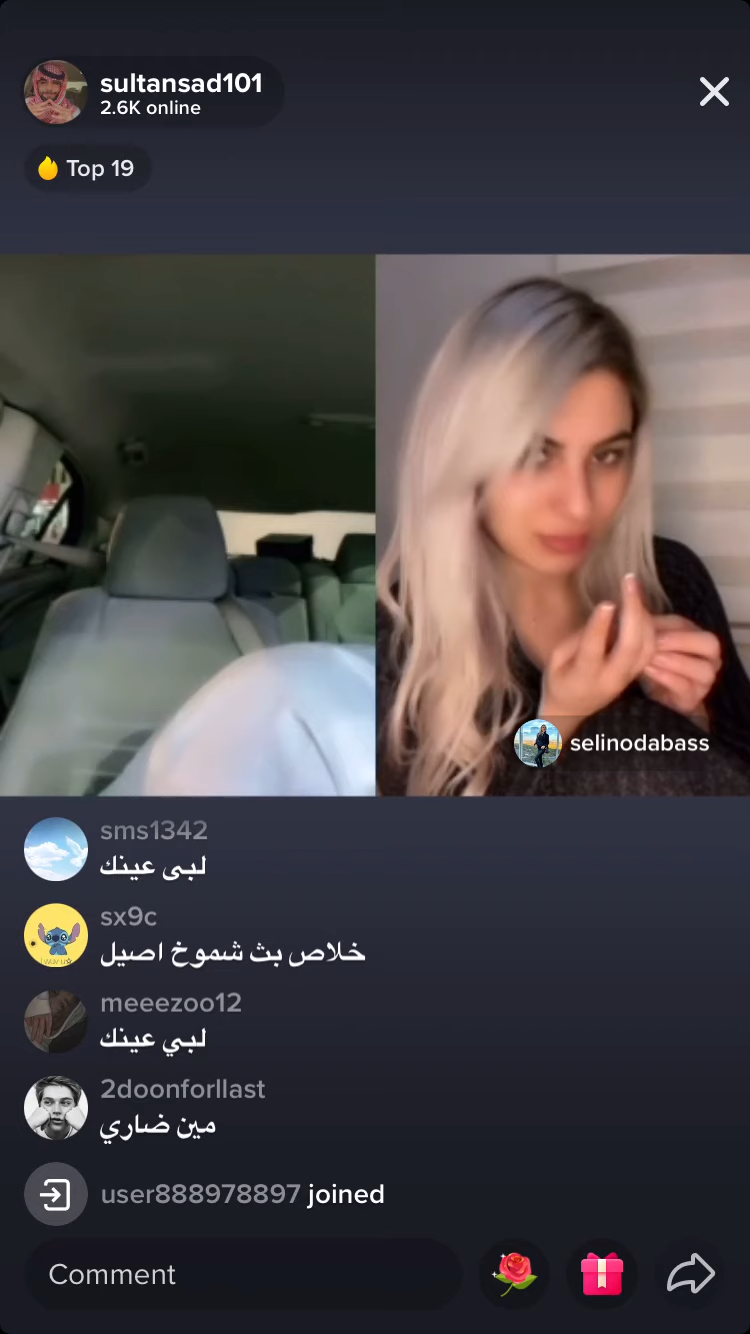 sultansad101
2.6K online
Top 19
selinodabass
sms1342
لبى عينك
sx9c
خلاص بث شموخ اصيل
meeezoo12
لبي عينك
2doonforllast
مين ضاري
user888978897 joined
Comment